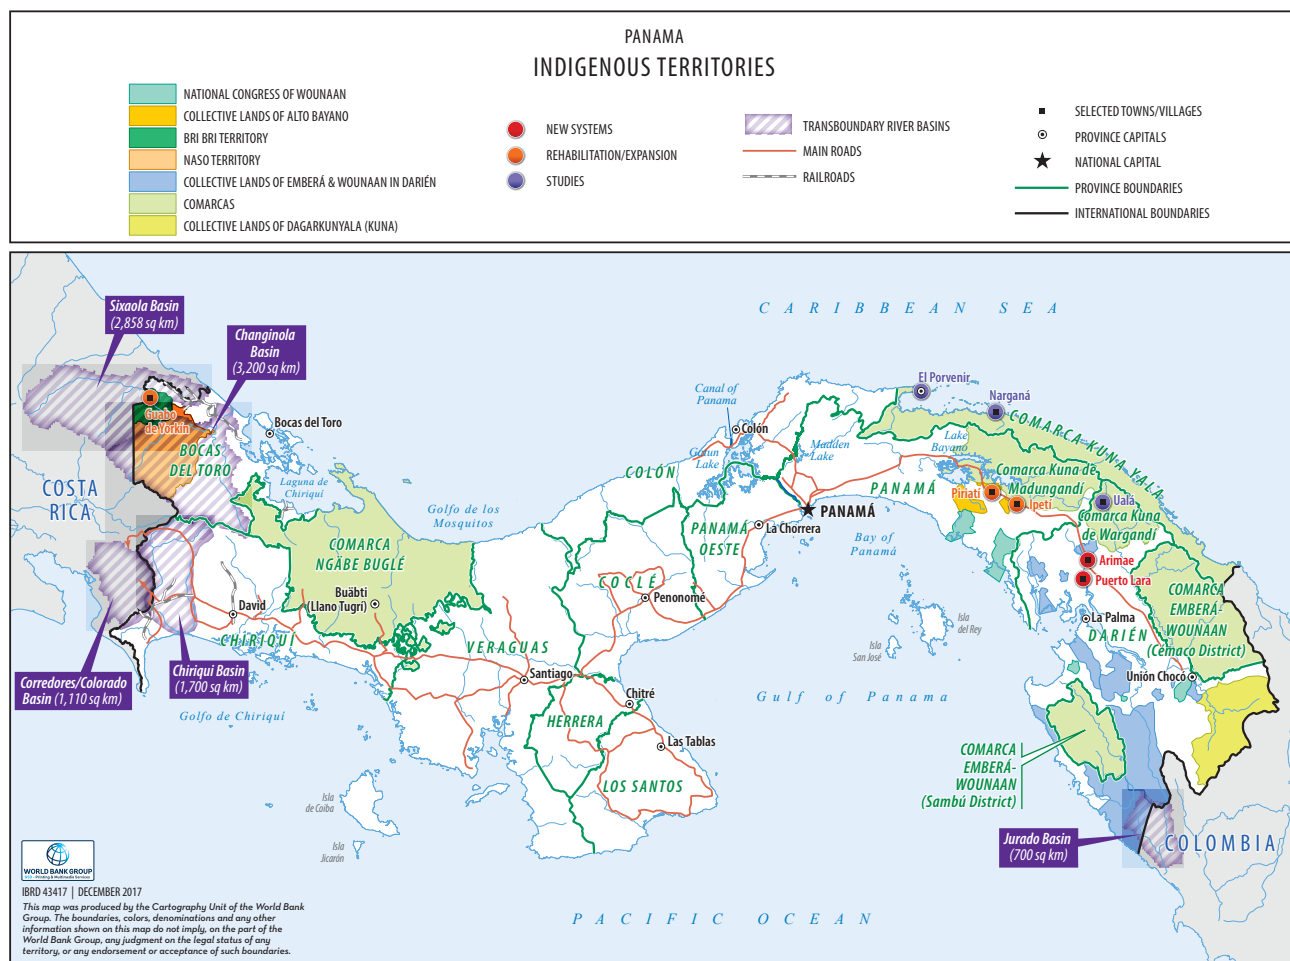 PANAMA
INDIGENOUS TERRITORIES
NATIONAL CONGRESS OF WOUNAAN
COLLECTIVE LANDS OF ALTO BAYANO
BRI BRI TERRITORY
NASO TERRITORY
COLLECTIVE LANDS OF EMBERÁ & WOUNAAN IN DARIÉN
COMARCAS
COLLECTIVE LANDS OF DAGARKUNYALA (KUNA)
NEW SYSTEMS
REHABILITATION/EXPANSION
STUDIES
TRANSBOUNDARY RIVER BASINS
MAIN ROADS
RAILROADS
SELECTED TOWNS/VILLAGES
PROVINCE CAPITALS
NATIONAL CAPITAL
PROVINCE BOUNDARIES
INTERNATIONAL BOUNDARIES
Sixaola Basin
(2,858 sq km)
Changinola
Basin
(3,200 sq km)
CARIBBEAN SEA
El Porvenir
Narganá
Canal of
Panama
Colón
Guabo
de Yorkin
Bocas del Toro
BOCAS
DEL TORO
COMARCA KUNA YALA
Lake
Bayano
Madden
Lake
Gatun
Lake
COLÓN
Laguna de
Chiriquí
COSTA
RICA
Golfo de los
Mosquitos
PANAMÁ
Comarca Kuna de
Madungandí
Piriatí
Ipetí
Ualá
Comarca Kuna
de Wargandí
PANAMÁ
PANAMÁ
OESTE
La Chorrera
Bay of
Panamá
COMARCA
NGÄBE BUGLÉ
Arimae
Puerto Lara
COCLÉ
Penonomé
Buäbti
(Llano Tugrí)
David
COMARCA
EMBERÁ-
WOUNAAN
(Cémaco District)
La Palma
DARIÉN
Isla
del Rey
Isla
San José
CHIRIQUÍ
VERAGUAS
Santiago
Unión Chocó
Corredores/Colorado
Basin (1,110 sq km)
Chiriqui Basin
(1,700 sq km)
Chitré
Gulf of Panama
Golfo de Chiriquí
HERRERA
Las Tablas
COMARCA
EMBERÁ-
WOUNAAN
(Sambú District)
LOS SANTOS
Isla
de Coiba
Isla
Jicarón
Jurado Basin
(700 sq km)
COLOMBIA
PACIFIC OCEAN
WORLD BANK GROUP
IBRD 43417 | DECEMBER 2017
This map was produced by the Cartography Unit of the World Bank
Group. The boundaries, colors, denominations and any other
information shown on this map do not imply, on the part of the
World Bank Group, any judgment on the legal status of any
territory, or any endorsement or acceptance of such boundaries.